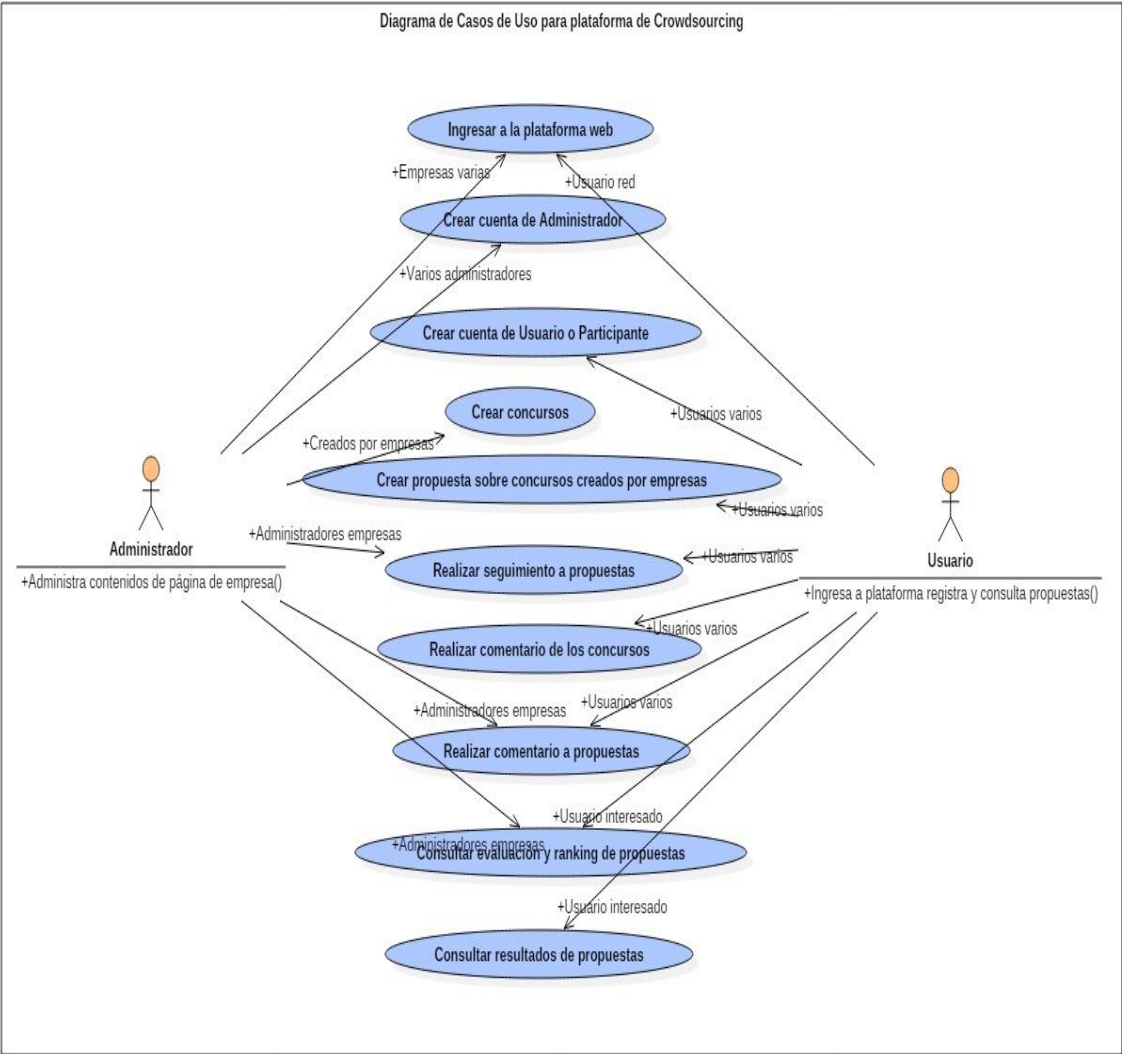 Diagrama de Casos de Uso para plataforma de Crowdsourcing
Ingresar a la plataforma web
+Empresas varias
+Usuario red
Crear cuenta de Administrador
+Varios administradores
Crear cuenta de Usuario o Participante
Crear concursos
+Usuarios varios
+Creados por empresas
Crear propuesta sobre concursos creados por empresas
+Usuarios varios
+Administradores empresas
Administrador
+Usuarios varios
Usuario
Realizar seguimiento a propuestas
+Administra contenidos de página de empresa()
+Ingresa a plataforma registra y consulta propuestas()
+Usuarios varios
Realizar comentario de los concursos
+Usuarios varios
+Administradores empresas
Realizar comentario a propuestas
+Usuario interesado
+Administradores empresas
Consultar evaluación y ranking de propuestas
+Usuario interesado
Consultar resultados de propuestas